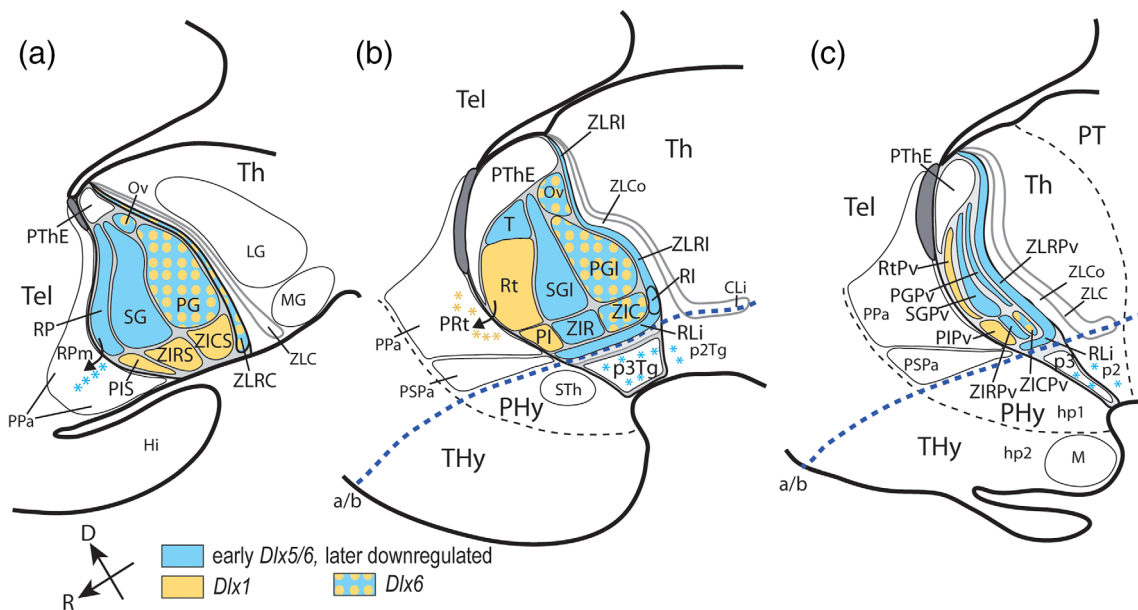 (a)
Th
Ov
PThE
LG
Tel
MG
RP
SG
PG
RPm
ZICS
ZIRS
PIS
ZLC
ZLRC
PPa
Hi
(b)
Tel
ZLRI
Th
PThE
Ov
ZLCo
T
ZLRI
Rt
SGI
PGI
RI
CLi
PRt
ZIC
PI
ZIR
RLi
PPa
p2Tg
p3Tg
PSPa
STh
PHy
THy
a/b
(c)
PT
PThE
Th
Tel
ZLRPv
RtPv
ZLCo
PGPv
ZLC
PPa
SGPv
PIPv
RLi
PSPa
p3
p2
ZIRPv
ZICPv
PHy
hp1
THy
hp2
M
a/b
D
R
early Dlx5/6, later downregulated
Dlx1
Dlx6